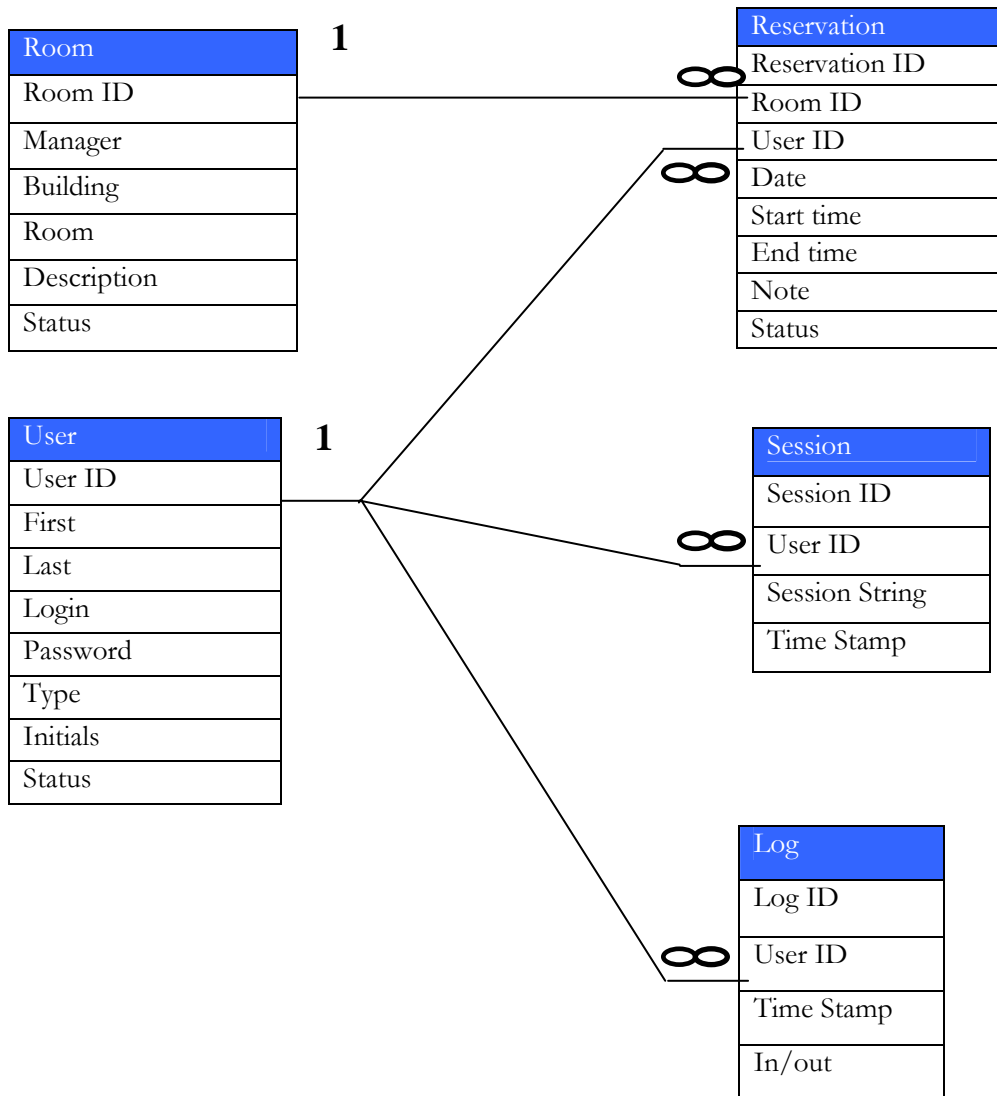 Room
Room ID
Manager
Building
Room
Description
Status
1
∞
∞
Reservation
Reservation ID
Room ID
User ID
Date
Start time
End time
Note
Status
User
User ID
First
Last
Login
Password
Type
Initials
Status
1
∞
Session
Session ID
User ID
Session String
Time Stamp
∞
Log
Log ID
User ID
Time Stamp
In/out